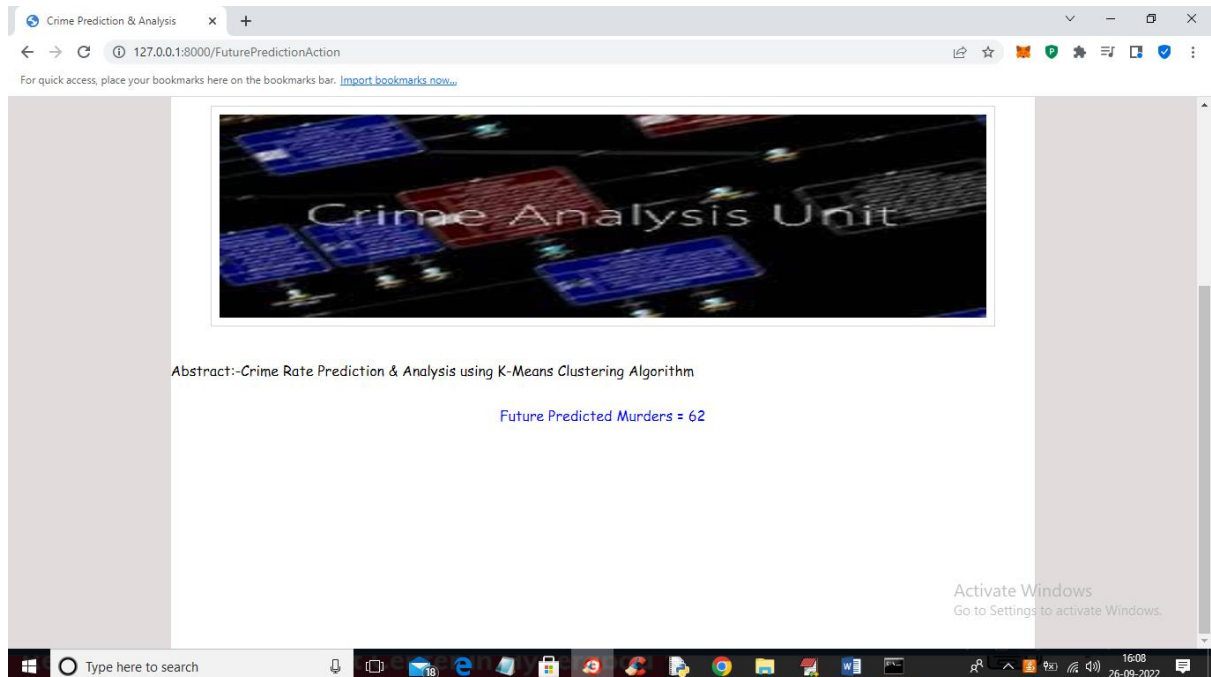 Crime Prediction & Analysis
127.0.0.1:8000/FuturePredictionAction
For quick access, place your bookmarks here on the bookmarks bar. Import bookmarks now...
Crime Analysis Unit
Abstract:-Crime Rate Prediction & Analysis using K-Means Clustering Algorithm
Future Predicted Murders = 62
Activate Windows
Go to Settings to activate Windows.
Type here to search
18
16:08
26-09-2022